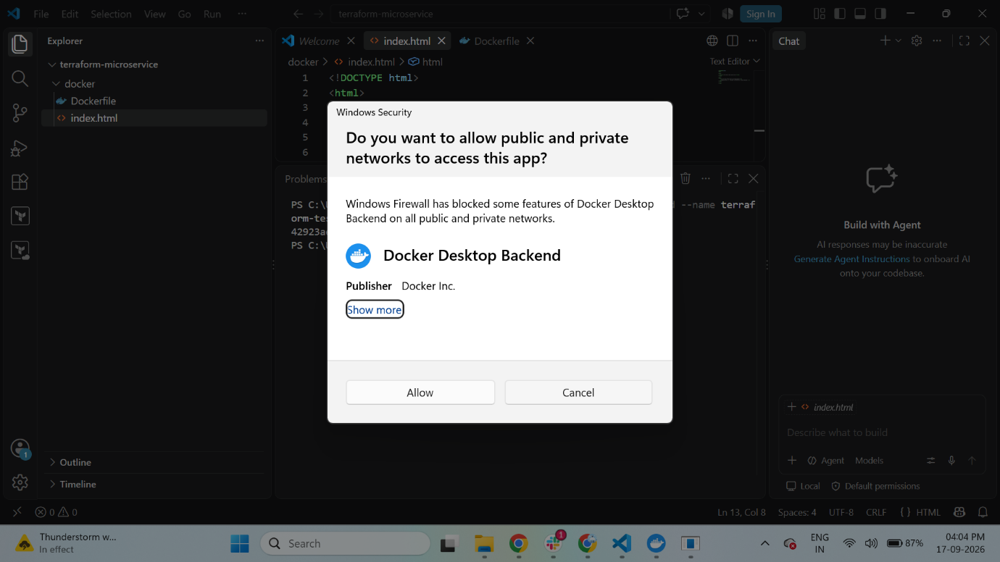 File Edit Selection View Go Run
terraform-microservice
Sign In
Explorer
terraform-microservice
docker
Dockerfile
index.html
Outline
Timeline
Welcome
index.html
Dockerfile
docker > index.html > html
Text Editor
1 <!DOCTYPE html>
2 <html>
3
4
5
6
Problems
PS C:\
--name terraf
orm-tes
42923a
PS C:\
Windows Security
Do you want to allow public and private
networks to access this app?
Windows Firewall has blocked some features of Docker Desktop
Backend on all public and private networks.
Docker Desktop Backend
Publisher Docker Inc.
Show more
Allow
Cancel
Chat
Build with Agent
AI responses may be inaccurate
Generate Agent Instructions to onboard AI
onto your codebase.
index.html
Describe what to build
Agent Models
Local Default permissions
1
0 0
Ln 13, Col 8 Spaces: 4 UTF-8 CRLF {} HTML
Thunderstorm w...
In effect
Search
1
ENG
IN
87%
04:04 PM
17-09-2026